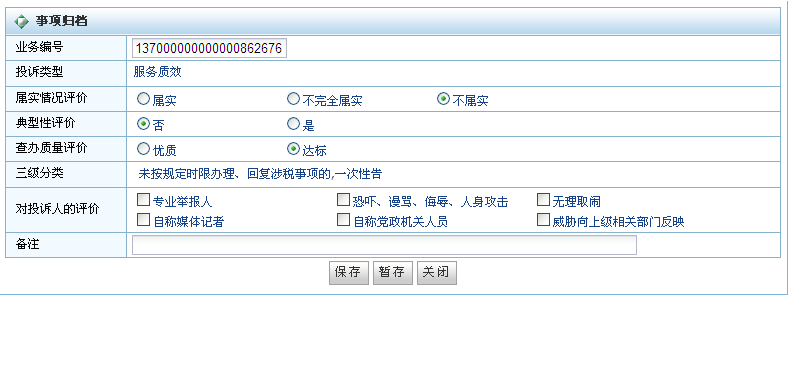 事项归档
业务编号 13700000000000862676
投诉类型 服务质效
属实情况评价 属实 不完全属实 不属实
典型性评价 否 是
查办质量评价 优质 达标
三级分类 未按规定时限办理、回复涉税事项的,一次性告
对投诉人的评价 专业举报人 恐吓、谩骂、侮辱、人身攻击 无理取闹
自称媒体记者 自称党政机关人员 威胁向上级相关部门反映
备注
保存 暂存 关闭